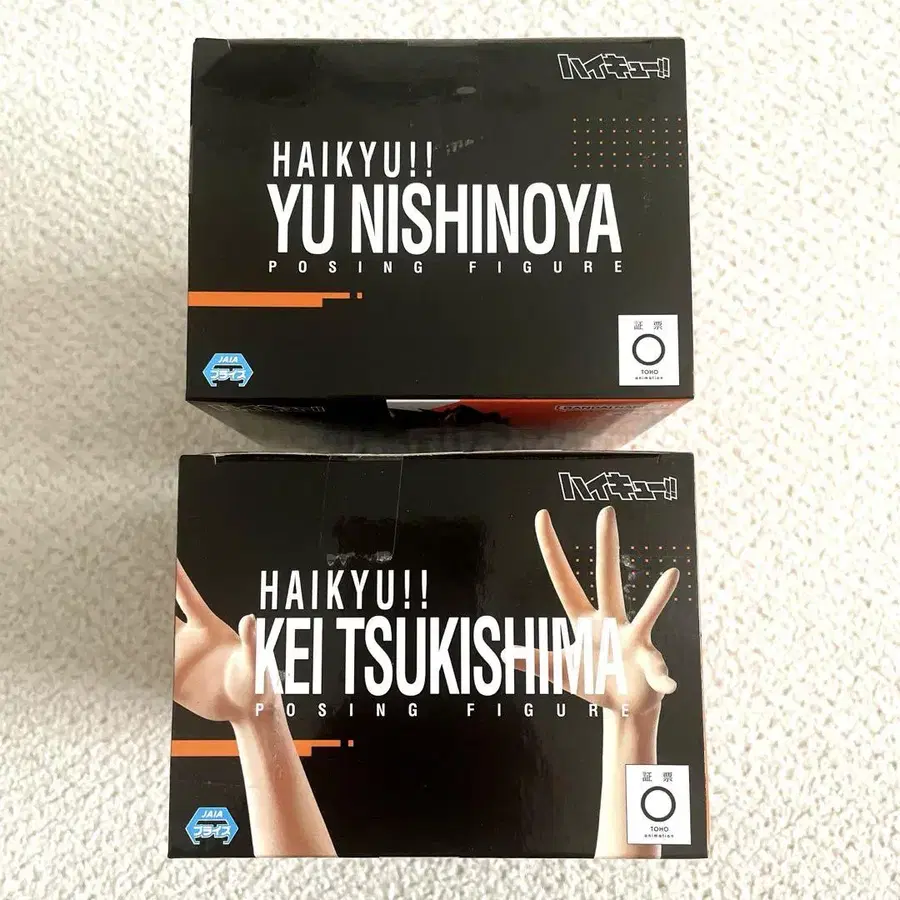 ハイキュー!!
HAIKYU!!
YU NISHINOYA
POSING FIGURE
JAIA
プライズ
証票
TOHO
animation
ハイキュー!!
HAIKYU!!
KEI TSUKISHIMA
POSING FIGURE
JAIA
プライズ
証票
TOHO
animation